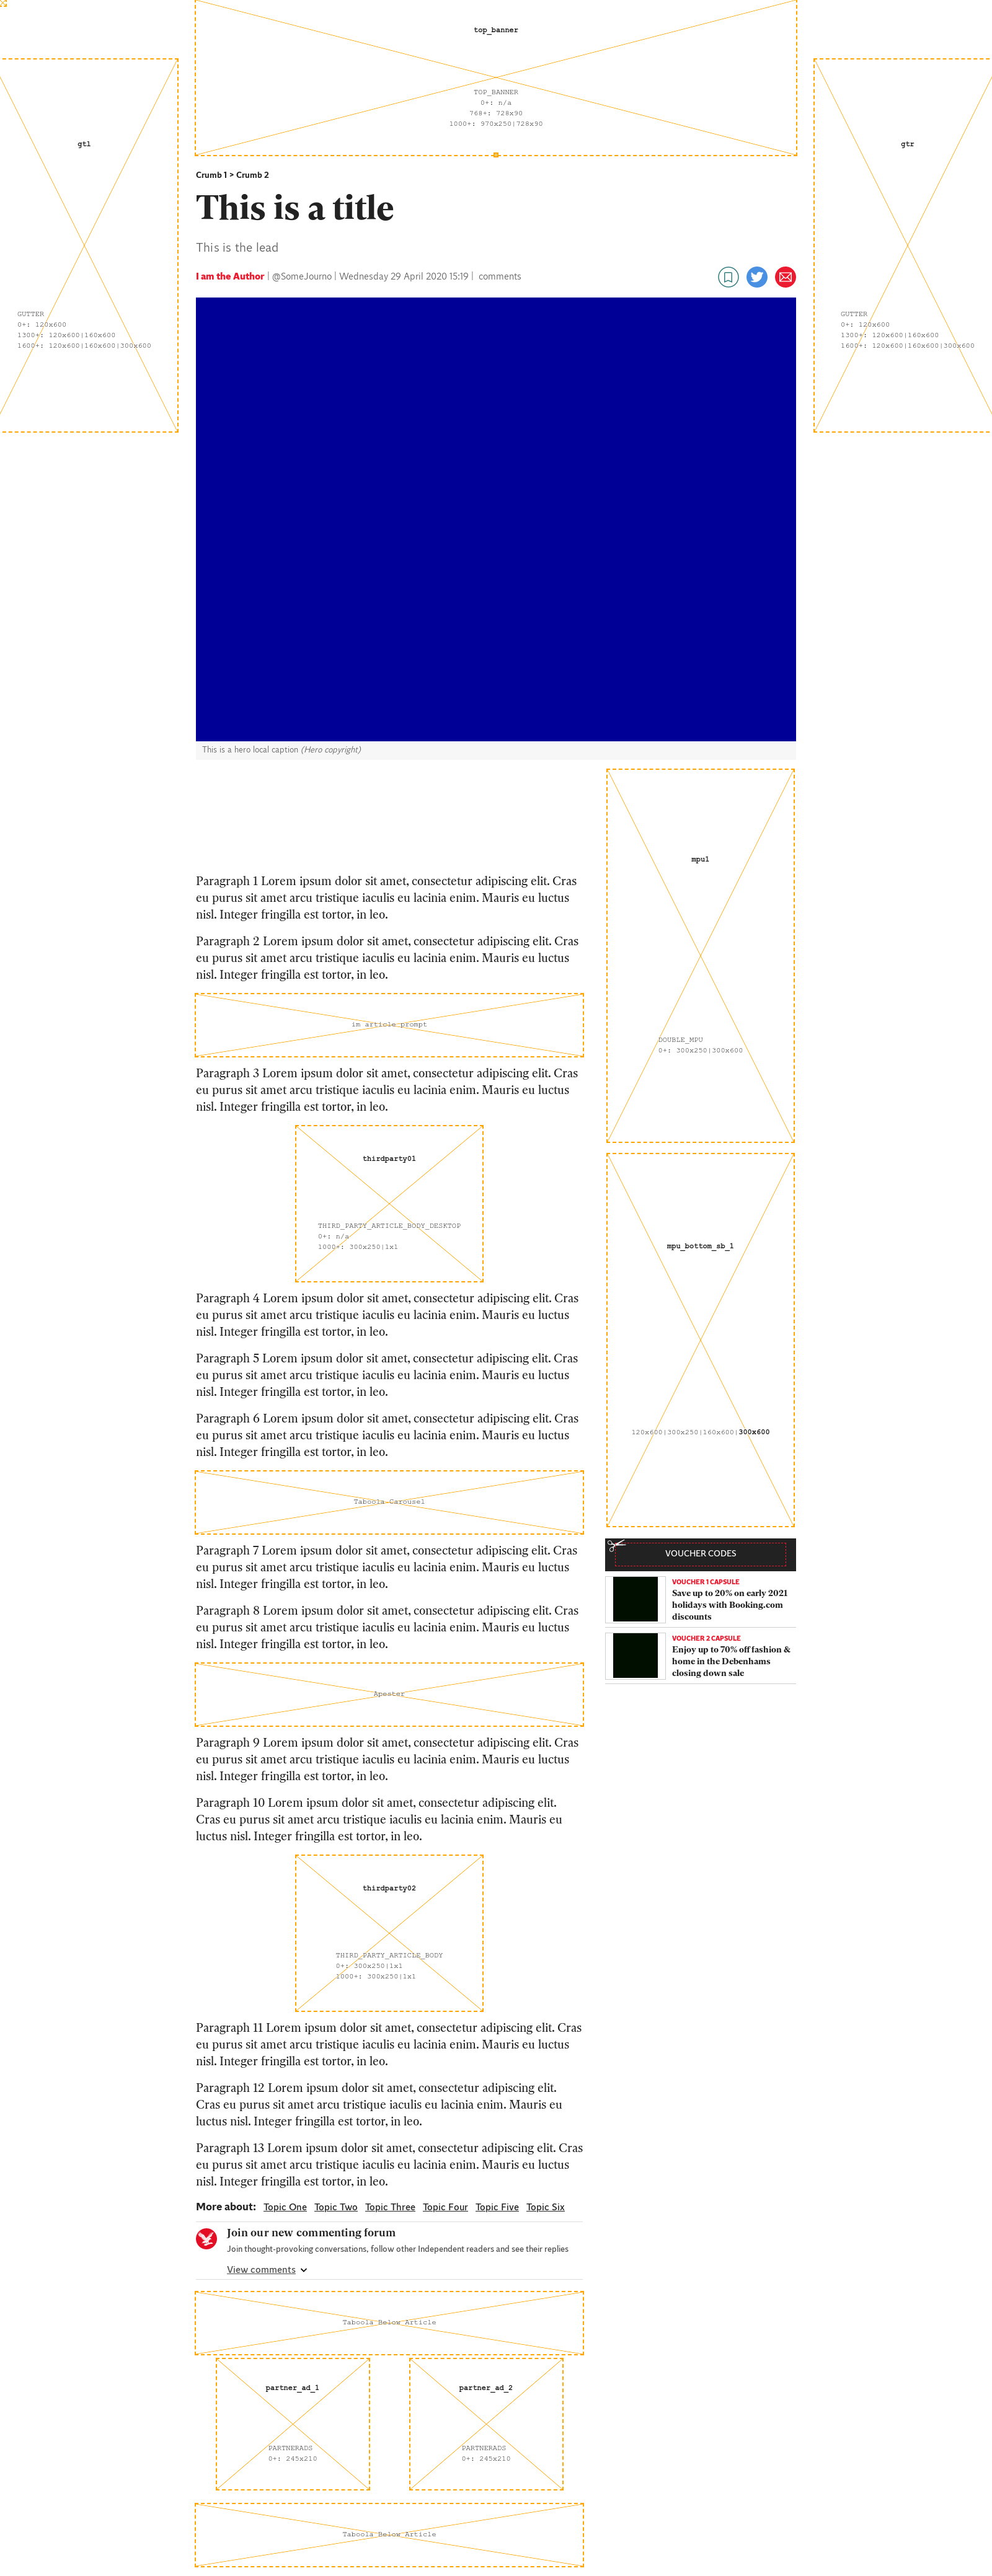 top_banner
TOP_BANNER
0+: n/a
768+: 728x90
1000+: 970x250|728x90
gtl
GUTTER
0+: 120x600
1300+: 120x600|160x600
1600+: 120x600|160x600|300x600
gtr
GUTTER
0+: 120x600
1300+: 120x600|160x600
1600+: 120x600|160x600|300x600
Crumb 1 > Crumb 2
This is a title
This is the lead
I am the Author | @SomeJourno | Wednesday 29 April 2020 15:19 | comments
This is a hero local caption (Hero copyright)
Paragraph 1 Lorem ipsum dolor sit amet, consectetur adipiscing elit. Cras
eu purus sit amet arcu tristique iaculis eu lacinia enim. Mauris eu luctus
nisl. Integer fringilla est tortor, in leo.
Paragraph 2 Lorem ipsum dolor sit amet, consectetur adipiscing elit. Cras
eu purus sit amet arcu tristique iaculis eu lacinia enim. Mauris eu luctus
nisl. Integer fringilla est tortor, in leo.
im article prompt
Paragraph 3 Lorem ipsum dolor sit amet, consectetur adipiscing elit. Cras
eu purus sit amet arcu tristique iaculis eu lacinia enim. Mauris eu luctus
nisl. Integer fringilla est tortor, in leo.
thirdparty01
THIRD_PARTY_ARTICLE_BODY_DESKTOP
0+: n/a
1000+: 300x250|1x1
Paragraph 4 Lorem ipsum dolor sit amet, consectetur adipiscing elit. Cras
eu purus sit amet arcu tristique iaculis eu lacinia enim. Mauris eu luctus
nisl. Integer fringilla est tortor, in leo.
Paragraph 5 Lorem ipsum dolor sit amet, consectetur adipiscing elit. Cras
eu purus sit amet arcu tristique iaculis eu lacinia enim. Mauris eu luctus
nisl. Integer fringilla est tortor, in leo.
Paragraph 6 Lorem ipsum dolor sit amet, consectetur adipiscing elit. Cras
eu purus sit amet arcu tristique iaculis eu lacinia enim. Mauris eu luctus
nisl. Integer fringilla est tortor, in leo.
Taboola Carousel
Paragraph 7 Lorem ipsum dolor sit amet, consectetur adipiscing elit. Cras
eu purus sit amet arcu tristique iaculis eu lacinia enim. Mauris eu luctus
nisl. Integer fringilla est tortor, in leo.
Paragraph 8 Lorem ipsum dolor sit amet, consectetur adipiscing elit. Cras
eu purus sit amet arcu tristique iaculis eu lacinia enim. Mauris eu luctus
nisl. Integer fringilla est tortor, in leo.
Apester
Paragraph 9 Lorem ipsum dolor sit amet, consectetur adipiscing elit. Cras
eu purus sit amet arcu tristique iaculis eu lacinia enim. Mauris eu luctus
nisl. Integer fringilla est tortor, in leo.
Paragraph 10 Lorem ipsum dolor sit amet, consectetur adipiscing elit.
Cras eu purus sit amet arcu tristique iaculis eu lacinia enim. Mauris eu
luctus nisl. Integer fringilla est tortor, in leo.
thirdparty02
THIRD_PARTY_ARTICLE_BODY
0+: 300x250|1x1
1000+: 300x250|1x1
Paragraph 11 Lorem ipsum dolor sit amet, consectetur adipiscing elit. Cras
eu purus sit amet arcu tristique iaculis eu lacinia enim. Mauris eu luctus
nisl. Integer fringilla est tortor, in leo.
Paragraph 12 Lorem ipsum dolor sit amet, consectetur adipiscing elit.
Cras eu purus sit amet arcu tristique iaculis eu lacinia enim. Mauris eu
luctus nisl. Integer fringilla est tortor, in leo.
Paragraph 13 Lorem ipsum dolor sit amet, consectetur adipiscing elit. Cras
eu purus sit amet arcu tristique iaculis eu lacinia enim. Mauris eu luctus
nisl. Integer fringilla est tortor, in leo.
More about: Topic One Topic Two Topic Three Topic Four Topic Five Topic Six
Join our new commenting forum
Join thought-provoking conversations, follow other Independent readers and see their replies
View comments
Taboola Below Article
partner_ad_1
PARTNERADS
0+: 245x210
partner_ad_2
PARTNERADS
0+: 245x210
Taboola Below Article
mpu1
DOUBLE_MPU
0+: 300x250|300x600
mpu_bottom_sb_1
120x600|300x250|160x600|300x600
VOUCHER CODES
VOUCHER 1 CAPSULE
Save up to 20% on early 2021
holidays with Booking.com
discounts
VOUCHER 2 CAPSULE
Enjoy up to 70% off fashion &
home in the Debenhams
closing down sale